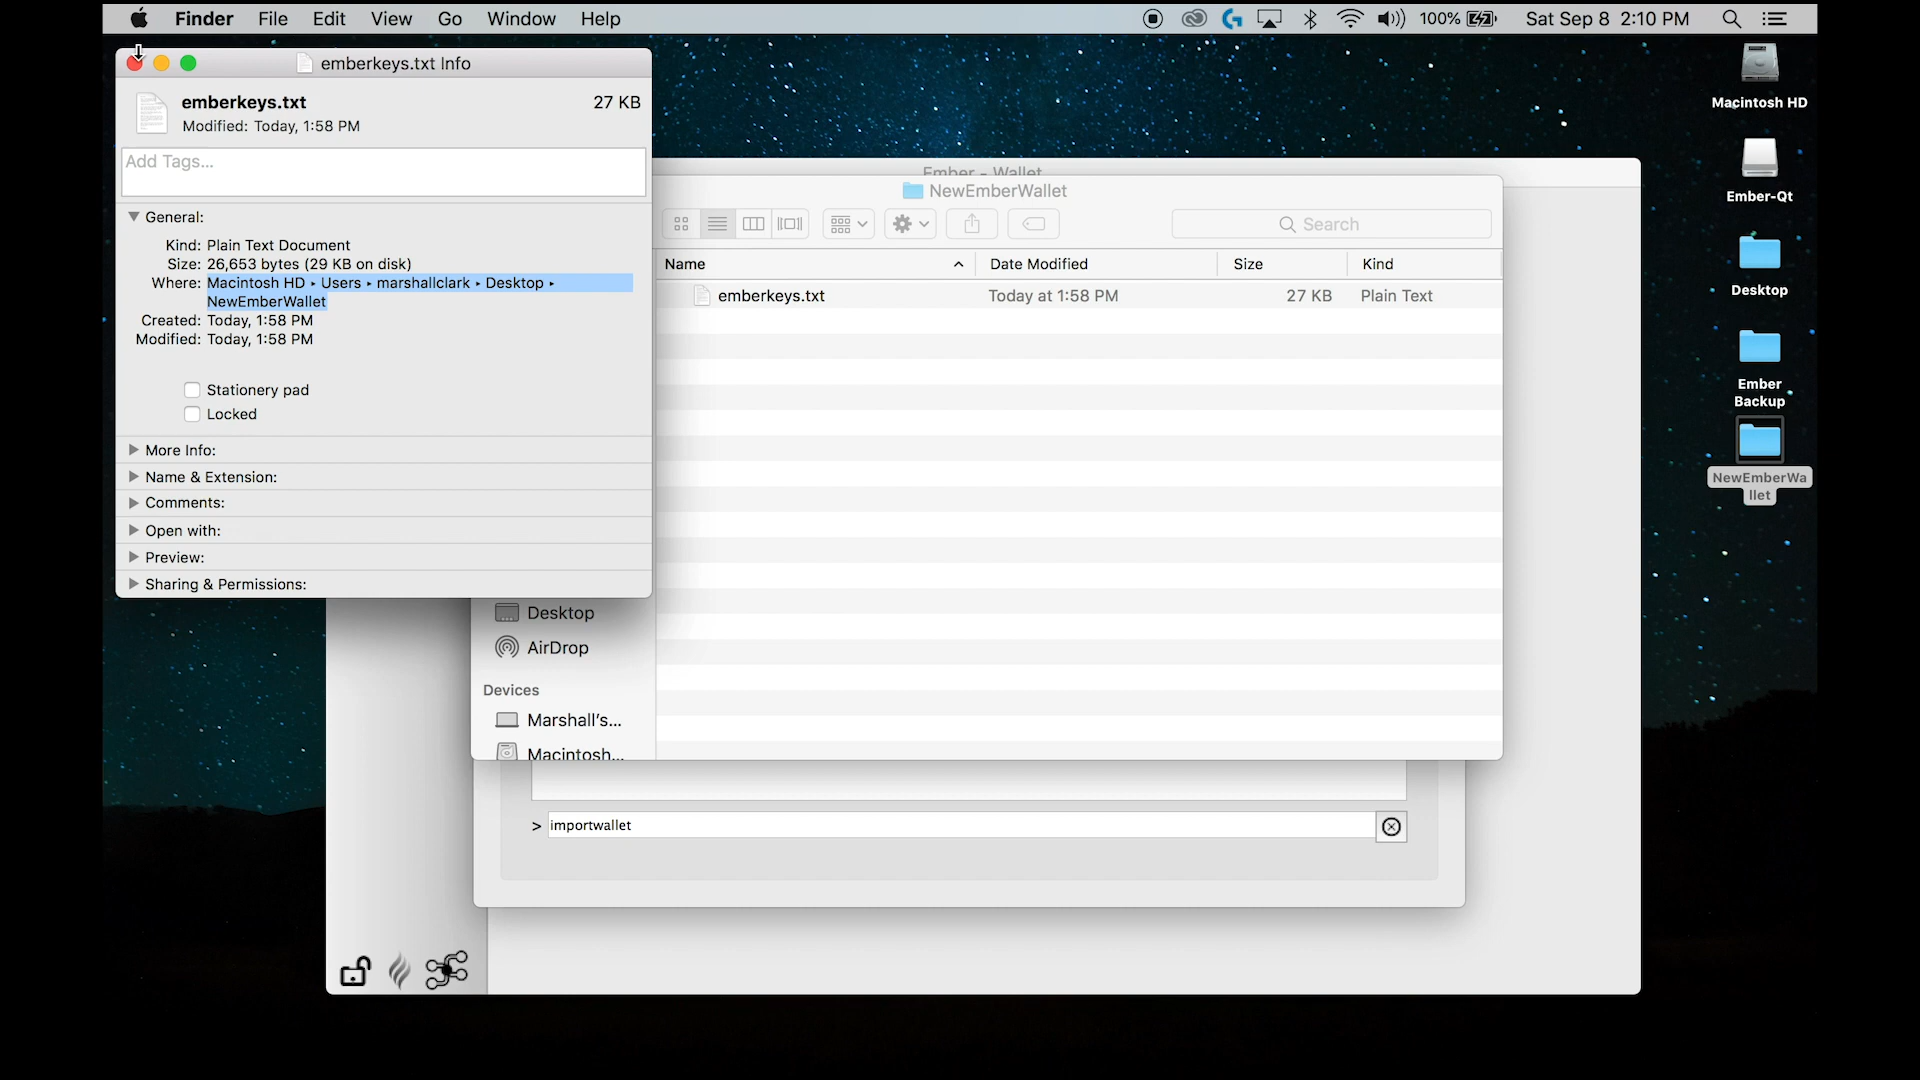 Finder File Edit View Go Window Help 100% Sat Sep 8 2:10 PM
emberkeys.txt Info
emberkeys.txt 27 KB
Modified: Today, 1:58 PM
Add Tags...
General:
Kind: Plain Text Document
Size: 26,653 bytes (29 KB on disk)
Where: Macintosh HD ▸ Users ▸ marshallclark ▸ Desktop ▸
NewEmberWallet
Created: Today, 1:58 PM
Modified: Today, 1:58 PM
Stationery pad
Locked
More Info:
Name & Extension:
Comments:
Open with:
Preview:
Sharing & Permissions:
Ember - Wallet
NewEmberWallet
Search
Name Date Modified Size Kind
emberkeys.txt Today at 1:58 PM 27 KB Plain Text
Desktop
AirDrop
Devices
Marshall's...
Macintosh...
> importwallet
Macintosh HD
Ember-Qt
Desktop
Ember
Backup
NewEmberWa
llet